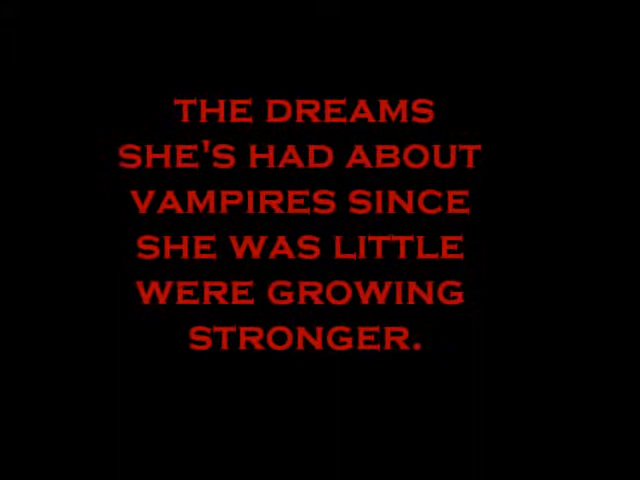 THE DREAMS
SHE'S HAD ABOUT
VAMPIRES SINCE
SHE WAS LITTLE
WERE GROWING
STRONGER.